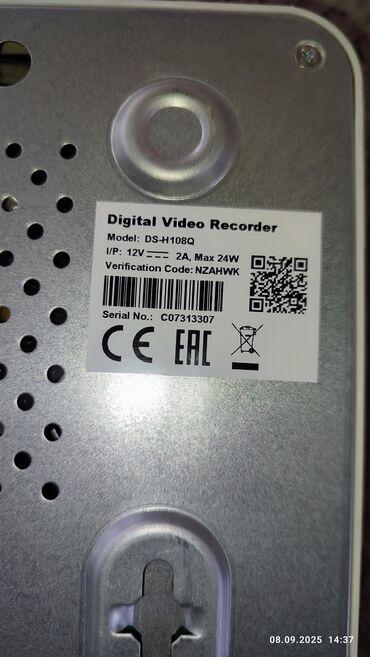 Digital Video Recorder
Model: DS-H108Q
I/P: 12V 2A, Max 24W
Verification Code: NZAHWK
Serial No.: C07313307
CE EAC
08.09.2025 14:37